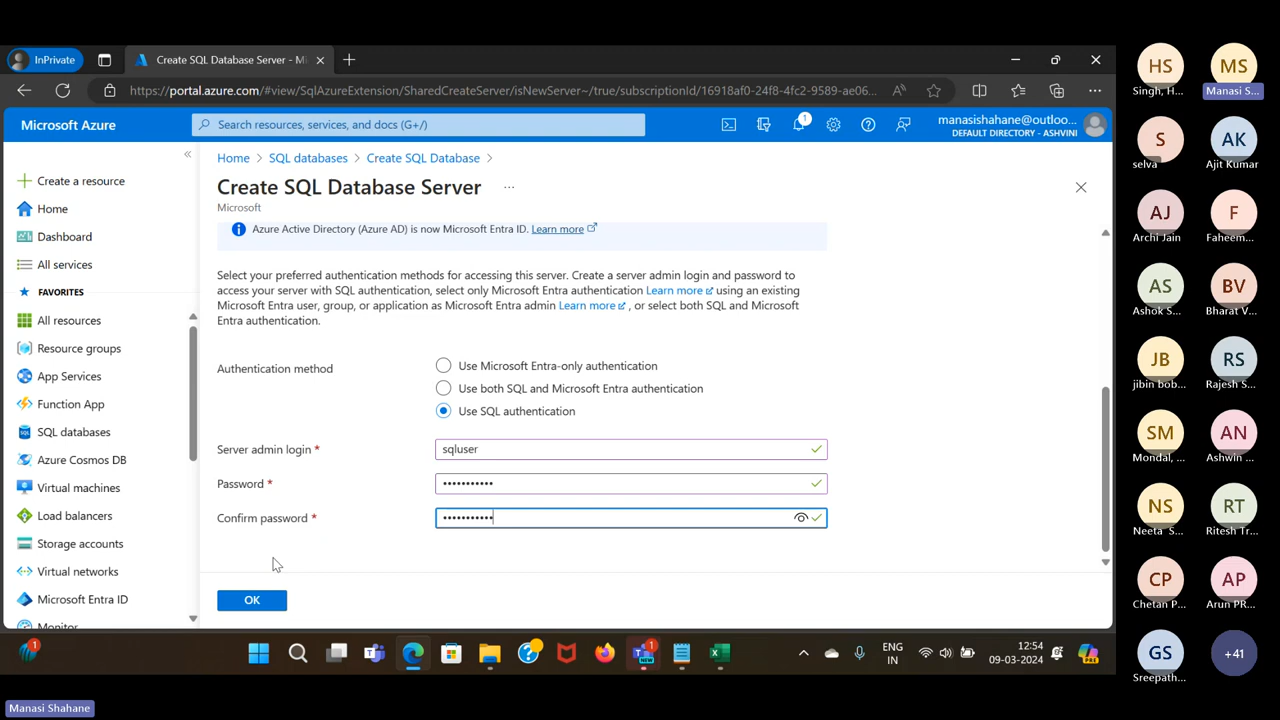 InPrivate
Create SQL Database Server - Mi
https://portal.azure.com/#view/SqlAzureExtension/SharedCreateServer/isNewServer~/true/subscriptionId/16918af0-24f8-4fc2-9589-ae06...
Microsoft Azure
Search resources, services, and docs (G+/)
1
manasishahane@outloo...
DEFAULT DIRECTORY - ASHVINI
Create a resource
Home
Dashboard
All services
FAVORITES
All resources
Resource groups
App Services
Function App
SQL databases
Azure Cosmos DB
Virtual machines
Load balancers
Storage accounts
Virtual networks
Microsoft Entra ID
Monitor
Home > SQL databases > Create SQL Database >
Create SQL Database Server ...
Microsoft
Azure Active Directory (Azure AD) is now Microsoft Entra ID. Learn more
Select your preferred authentication methods for accessing this server. Create a server admin login and password to
access your server with SQL authentication, select only Microsoft Entra authentication Learn more using an existing
Microsoft Entra user, group, or application as Microsoft Entra admin Learn more , or select both SQL and Microsoft
Entra authentication.
Authentication method
Use Microsoft Entra-only authentication
Use both SQL and Microsoft Entra authentication
Use SQL authentication
Server admin login *
sqluser
Password *
•••••••••••
Confirm password *
•••••••••••
OK
1
1
NEW
ENG
IN
12:54
09-03-2024
PRE
HS
Singh, H...
MS
Manasi S...
S
selva
AK
Ajit Kumar
AJ
Archi Jain
F
Faheem...
AS
Ashok S...
BV
Bharat V...
JB
jibin bob...
RS
Rajesh S...
SM
Mondal, ...
AN
Ashwin ...
NS
Neeta S...
RT
Ritesh Tr...
CP
Chetan P...
AP
Arun PR...
GS
Sreepath...
+41
Manasi Shahane